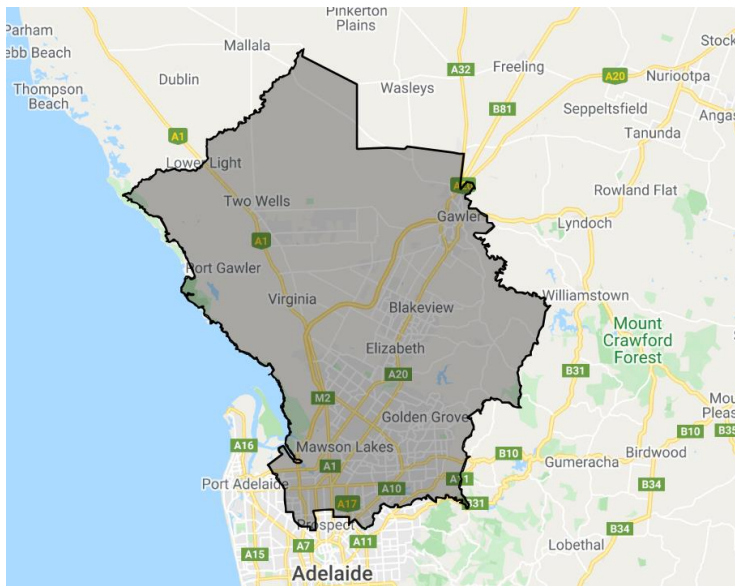 Pinkerton
Plains
Parham
Mallala
Stock
ebb Beach
A32
Freeling
A20
Dublin
Nuriootpa
Thompson
Beach
Wasleys
B81
Seppeltsfield
Angas
A1
Tanunda
Lower Light
Two Wells
Rowland Flat
Gawler
Lyndoch
A1
Port Gawler
Virginia
Williamstown
Blakeview
Mount
Crawford
Forest
Elizabeth
A20
B31
M2
Mou
Pleas
Golden Grove
A16
Mawson Lakes
B10
B10
B35
A1
Gumeracha
Birdwood
Port Adelaide
A10
A11
B34
A17
B31
Prospect
B34
A15
A7
A11
Lobethal
Adelaide